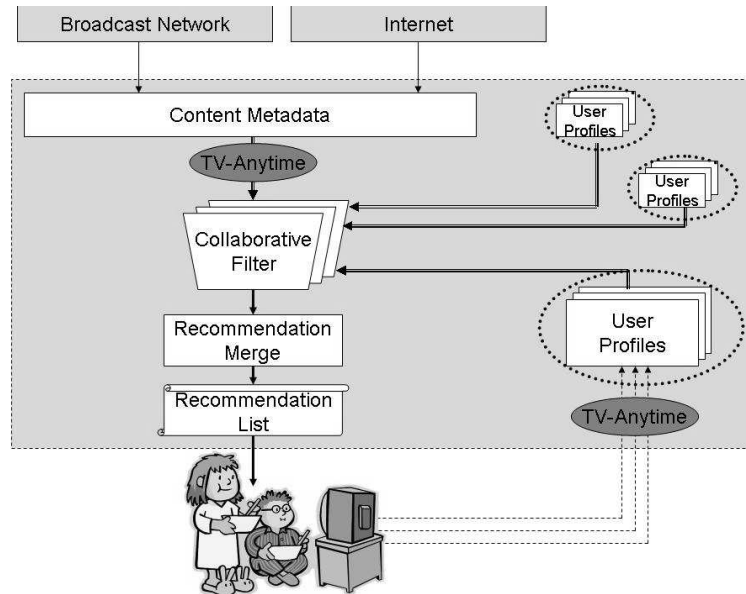 Broadcast Network
Internet
Content Metadata
User
Profiles
TV-Anytime
User
Profiles
Collaborative
Filter
User
Profiles
Recommendation
Merge
Recommendation
List
TV-Anytime